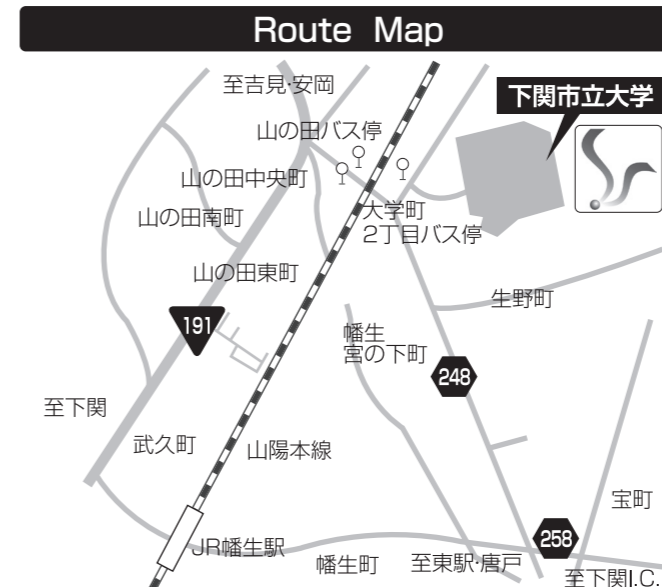 Route Map
至吉見・安岡
下関市立大学
山の田バス停
山の田中央町
山の田南町
大学町
2丁目バス停
山の田東町
生野町
191
幡生
宮の下町
248
至下関
武久町
山陽本線
宝町
258
JR幡生駅
幡生町
至東駅・唐戸
至下関I.C.